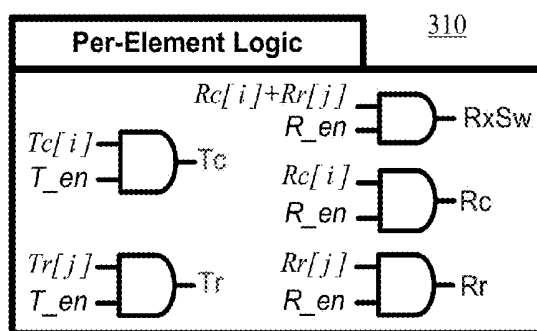 Per-Element Logic
310
Tc[i]
T_en
Tc
Tr[j]
T_en
Tr
Rc[i]+Rr[j]
R_en
RxSw
Rc[i]
R_en
Rc
Rr[j]
R_en
Rr